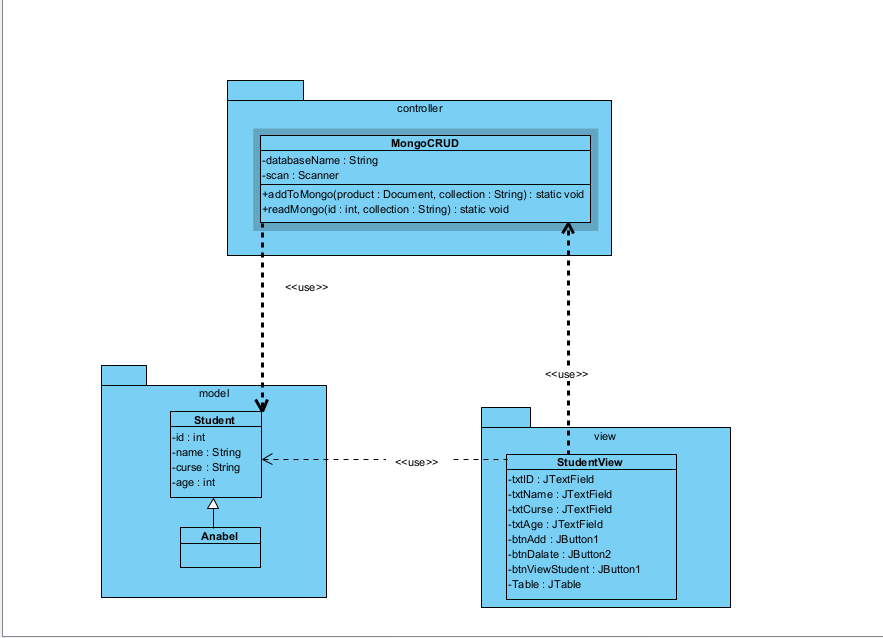 controller
MongoCRUD
-databaseName : String
-scan : Scanner
+addToMongo(product : Document, collection : String) : static void
+readMongo(id : int, collection : String) : static void
<<use>>
<<use>>
model
Student
-id : int
-name : String
-curse : String
-age : int
Anabel
<<use>>
view
StudentView
-txtID : JTextField
-txtName : JTextField
-txtCurse : JTextField
-txtAge : JTextField
-btnAdd : JButton1
-btnDalate : JButton2
-btnViewStudent : JButton1
-Table : JTable